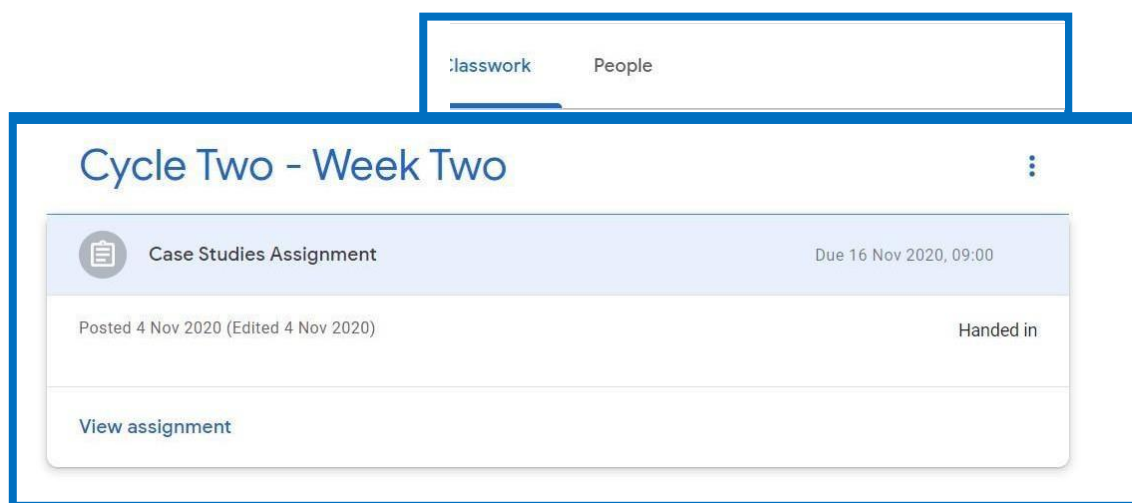 :lasswork People
Cycle Two - Week Two
Case Studies Assignment Due 16 Nov 2020, 09:00
Posted 4 Nov 2020 (Edited 4 Nov 2020) Handed in
View assignment